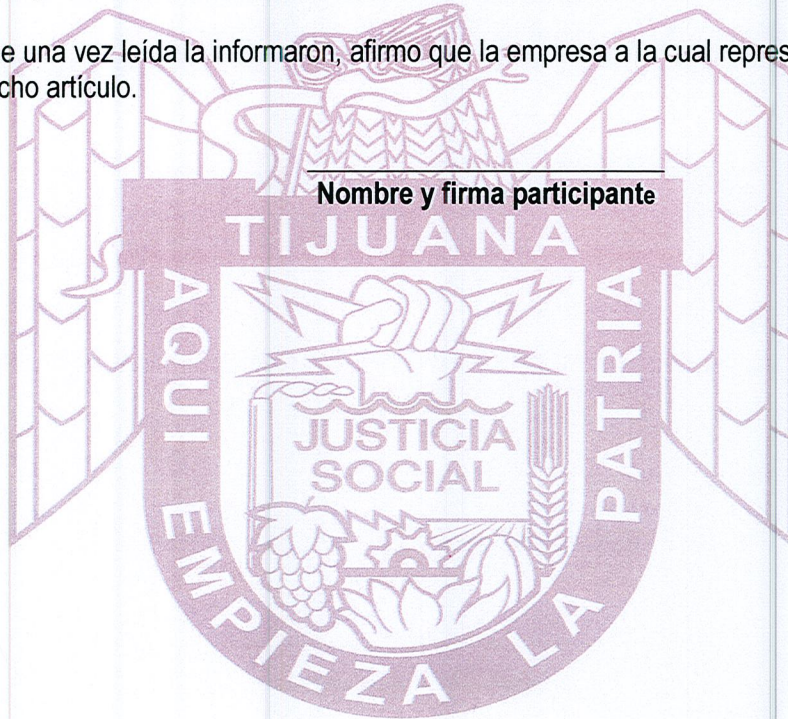 e una vez leída la informaron, afirmo que la empresa a la cual repres
cho artículo.
Nombre y firma participante
TIJUANA
AQUI EMPIEZA LA PATRIA
JUSTICIA
SOCIAL